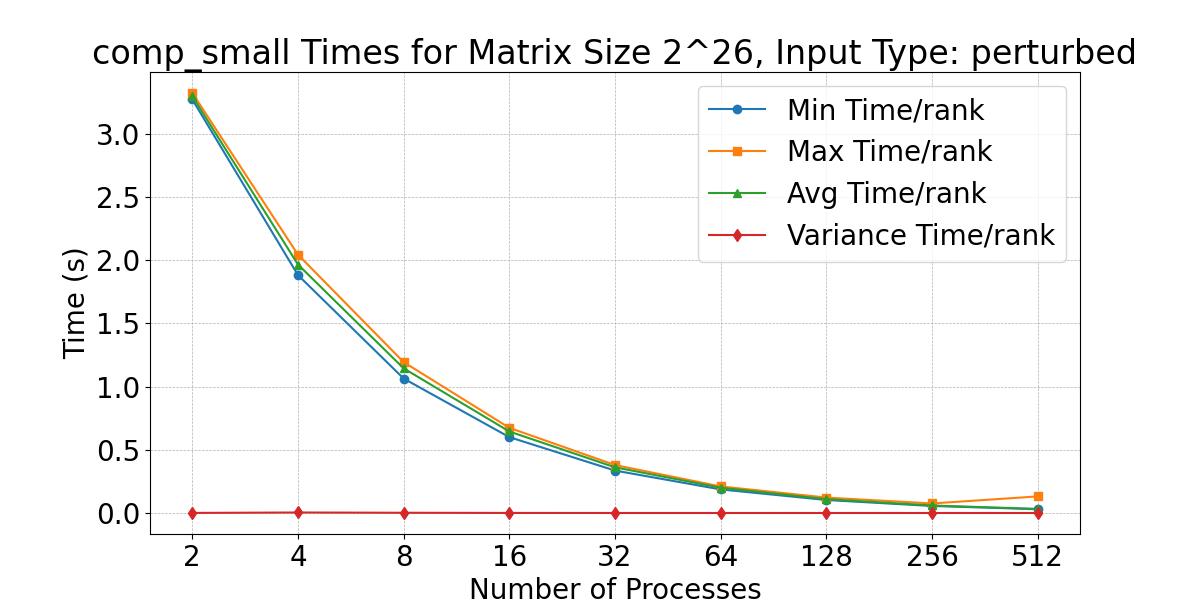 comp_small Times for Matrix Size 2^26, Input Type: perturbed
Min Time/rank
Max Time/rank
Avg Time/rank
Variance Time/rank
Time (s)
3.0
2.5
2.0
1.5
1.0
0.5
0.0
2 4 8 16 32 64 128 256 512
Number of Processes